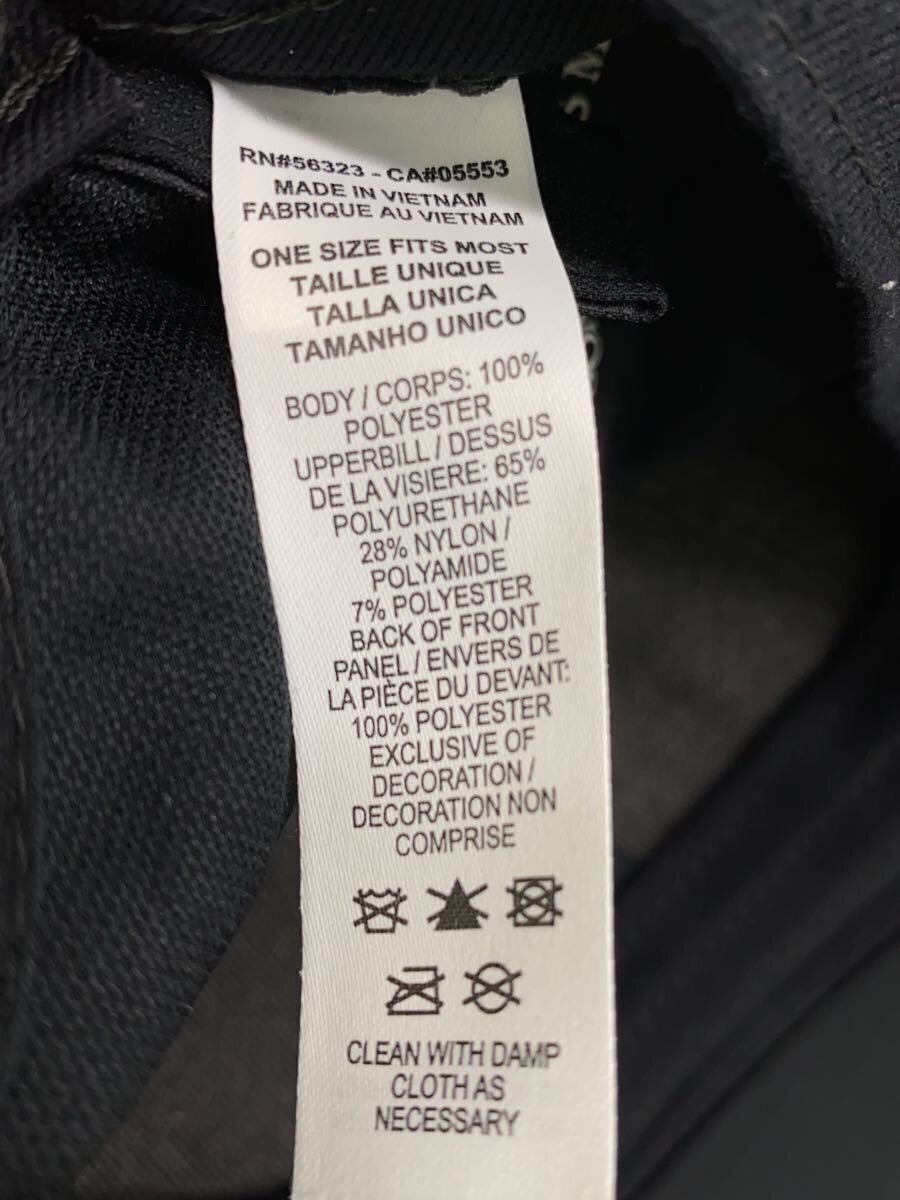 RN#56323 - CA#05553
MADE IN VIETNAM
FABRIQUE AU VIETNAM
ONE SIZE FITS MOST
TAILLE UNIQUE
TALLA UNICA
TAMANHO UNICO
BODY / CORPS: 100%
POLYESTER
UPPERBILL / DESSUS
DE LA VISIERE: 65%
POLYURETHANE
28% NYLON /
POLYAMIDE
7% POLYESTER
BACK OF FRONT
PANEL / ENVERS DE
LA PIÈCE DU DEVANT:
100% POLYESTER
EXCLUSIVE OF
DECORATION /
DECORATION NON
COMPRISE
CLEAN WITH DAMP
CLOTH AS
NECESSARY